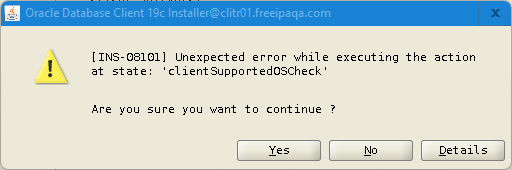 Oracle Database Client 19c Installer@clitr01.freeipaqa.com
[INS-08101] Unexpected error while executing the action
at state: 'clientSupportedOSCheck'
Are you sure you want to continue ?
Yes No Details